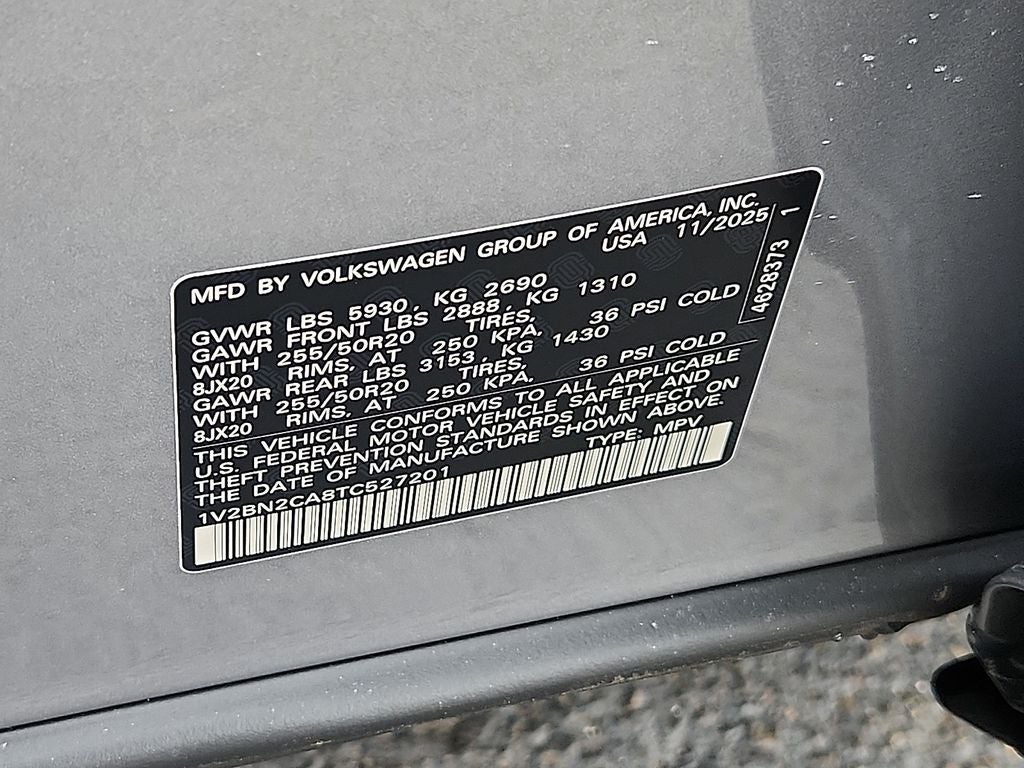 MFD BY VOLKSWAGEN GROUP OF AMERICA, INC.
USA 11/2025
GVWR LBS 5930, KG 2690
GAWR FRONT LBS 2888, KG 1310
WITH 255/50R20 TIRES,
8JX20 RIMS, AT 250 KPA, 36 PSI COLD
GAWR REAR LBS 3153, KG 1430
WITH 255/50R20 TIRES,
8JX20 RIMS, AT 250 KPA, 36 PSI COLD
THIS VEHICLE CONFORMS TO ALL APPLICABLE
U.S. FEDERAL MOTOR VEHICLE SAFETY AND
THEFT PREVENTION STANDARDS IN EFFECT ON
THE DATE OF MANUFACTURE SHOWN ABOVE.
1V2BN2CA8TC527201 TYPE: MPV
4628373 1